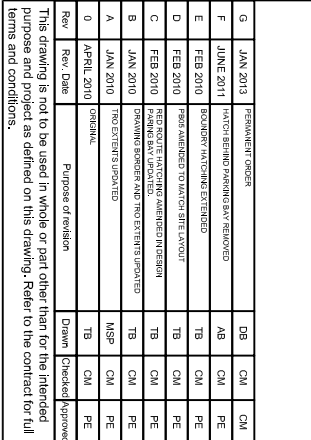 G JAN 2013 PERMANENT ORDER DB CM CM
F JUNE 2011 HATCH BEHIND PARKING BAY REMOVED AB CM PE
E FEB 2010 BOUNDRY HATCHING EXTENDED TB CM PE
D FEB 2010 PB05 AMENDED TO MATCH SITE LAYOUT TB CM PE
C FEB 2010 RED ROUTE HATCHING AMENDED IN DESIGN
PARING BAY UPDATED. TB CM PE
B JAN 2010 DRAWING BORDER AND TRO EXTENTS UPDATED TB CM PE
A JAN 2010 TRO EXTENTS UPDATED MSP CM PE
0 APRIL 2010 ORIGINAL TB CM PE
Rev Rev. Date Purpose of revision Drawn Checked Approved
This drawing is not to be used in whole or part other than for the intended
purpose and project as defined on this drawing. Refer to the contract for full
terms and conditions.